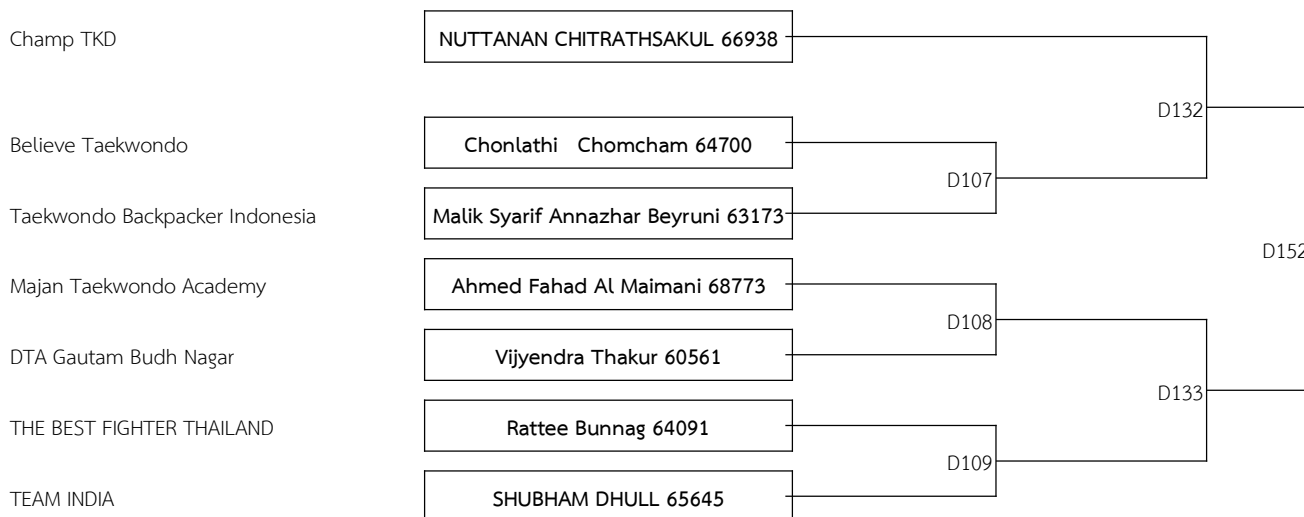 Champ TKD NUTTANAN CHITRATHSAKUL 66938
D132
Believe Taekwondo Chonlathi Chomcham 64700
D107
Taekwondo Backpacker Indonesia Malik Syarif Annazhar Beyruni 63173
D152
Majan Taekwondo Academy Ahmed Fahad Al Maimani 68773
D108
DTA Gautam Budh Nagar Vijyendra Thakur 60561
D133
THE BEST FIGHTER THAILAND Rattee Bunnag 64091
D109
TEAM INDIA SHUBHAM DHULL 65645